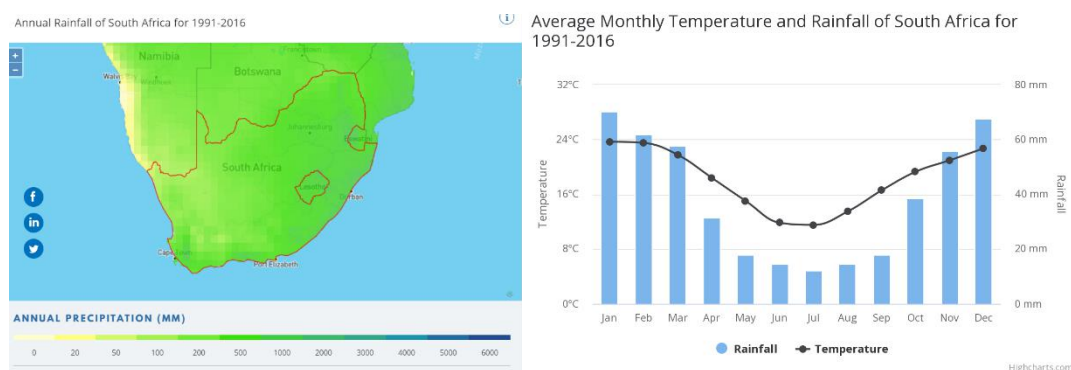 Annual Rainfall of South Africa for 1991-2016
i
+
−
Namibia
Botswana
Johannesburg
South Africa
Lesotho
Durban
Cape Town
Port Elizabeth
f
in
ANNUAL PRECIPITATION (MM)
0 20 50 100 200 500 1000 2000 3000 4000 5000 6000
Average Monthly Temperature and Rainfall of South Africa for
1991-2016
32°C 80 mm
24°C 60 mm
16°C 40 mm
8°C 20 mm
0°C 0 mm
Temperature
Rainfall
Jan Feb Mar Apr May Jun Jul Aug Sep Oct Nov Dec
Rainfall Temperature
Highcharts.com